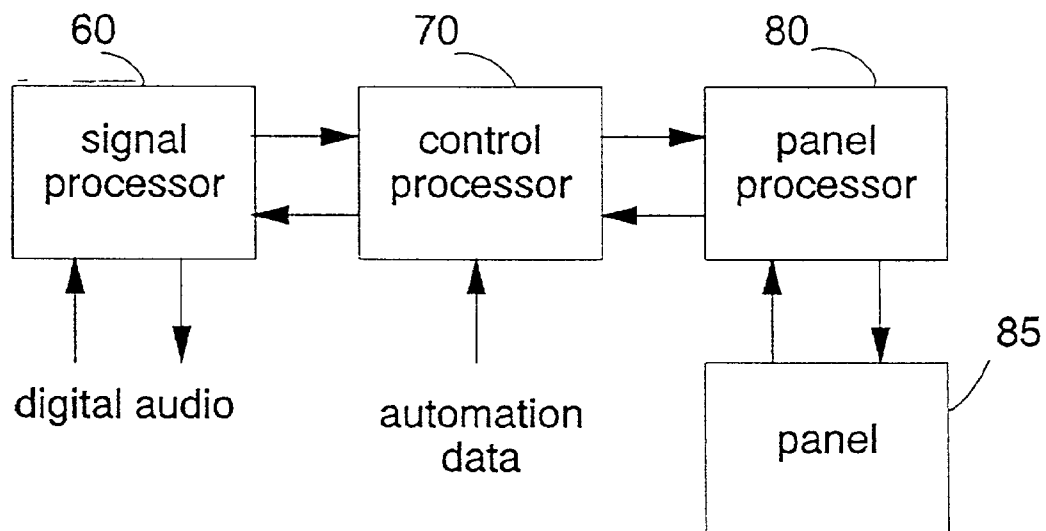 60
70
80
signal
processor
control
processor
panel
processor
85
digital audio
automation
data
panel